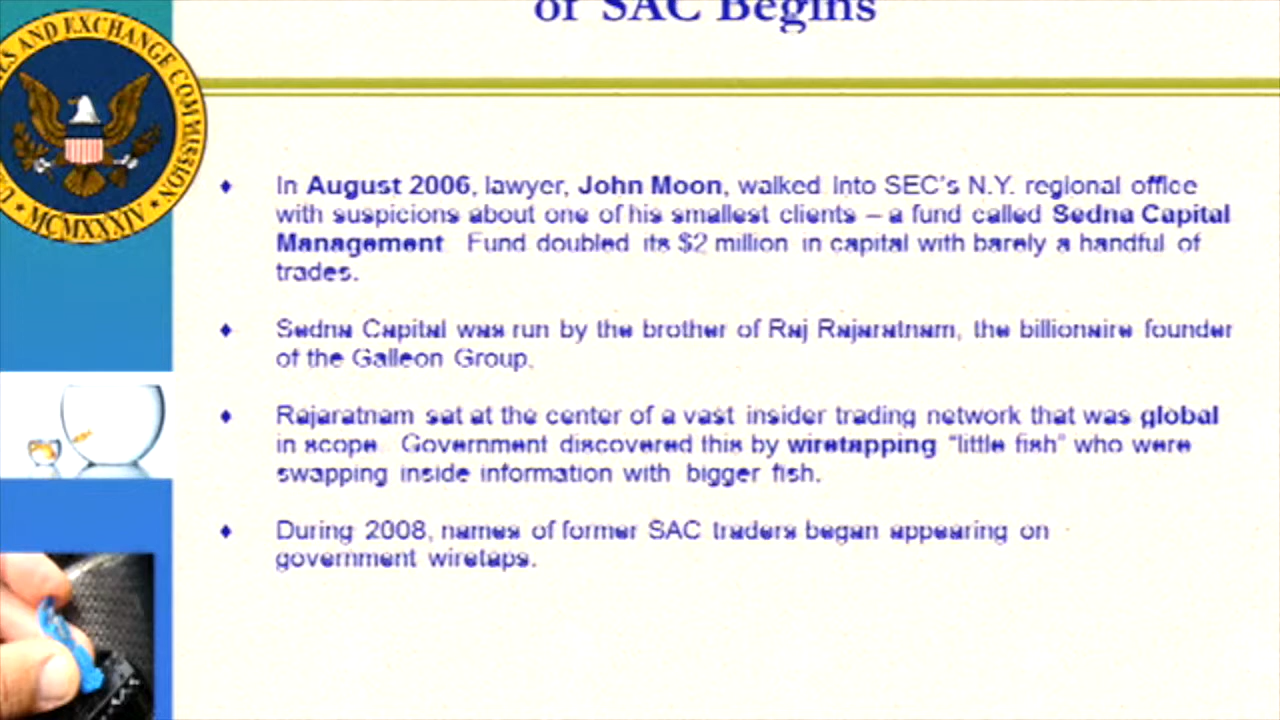 or SAC Begins
S AND EXCHANGE COMMISSION
MCMXXXIV
In August 2006, lawyer, John Moon, walked into SEC's N.Y. regional office
with suspicions about one of his smallest clients – a fund called Sedna Capital
Management. Fund doubled its $2 million in capital with barely a handful of
trades.
Sedna Capital was run by the brother of Raj Rajaratnam, the billionaire founder
of the Galleon Group.
Rajaratnam sat at the center of a vast insider trading network that was global
in scope. Government discovered this by wiretapping "little fish" who were
swapping inside information with bigger fish.
During 2008, names of former SAC traders began appearing on
government wiretaps.